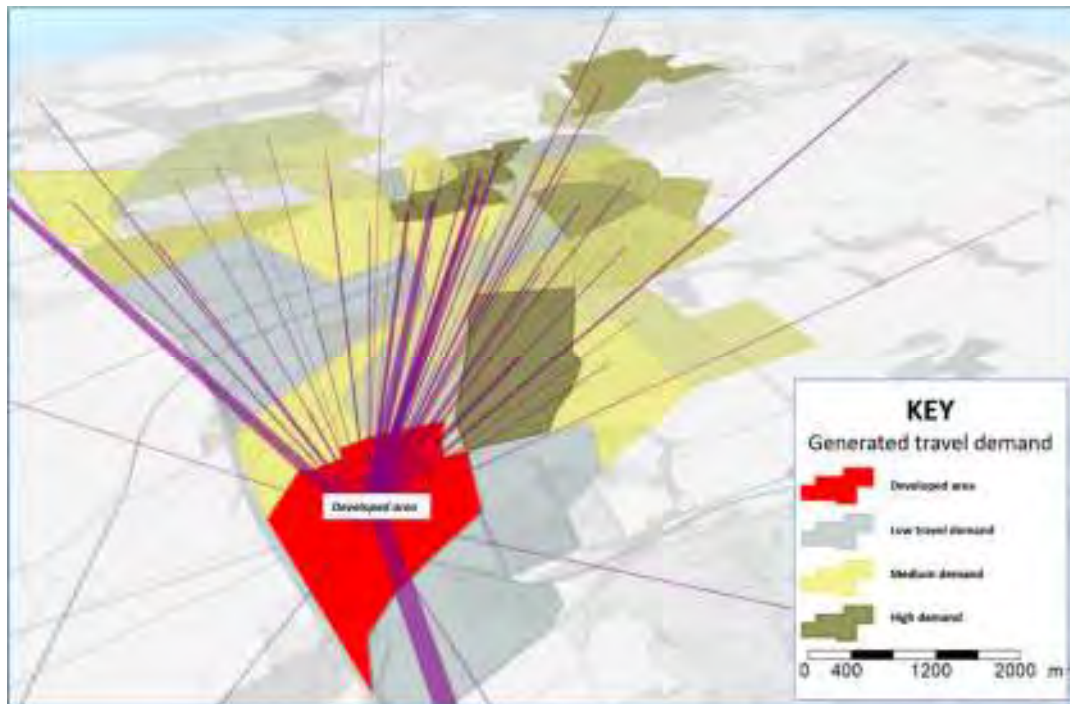 Developed area
KEY
Generated travel demand
Developed area
Low travel demand
Medium demand
High demand
0 400 1200 2000 m